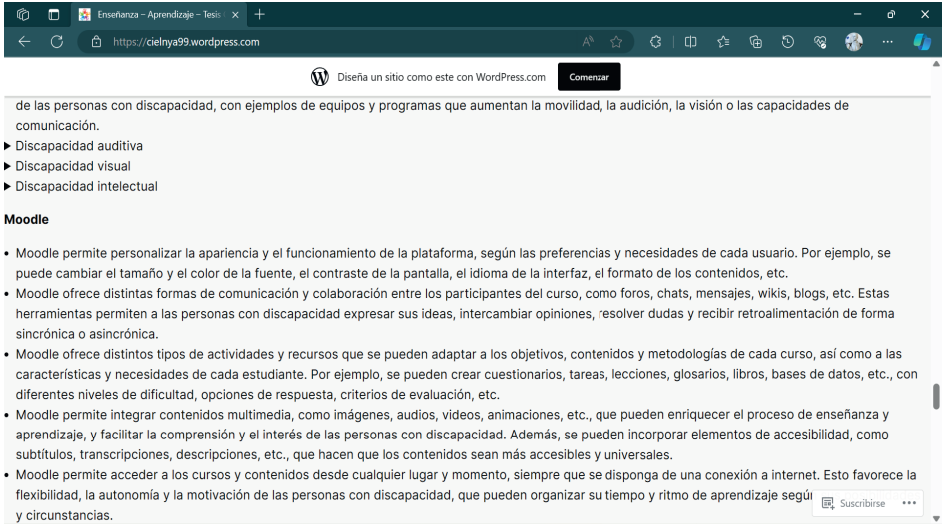 Enseñanza – Aprendizaje – Tesis
https://cielnya99.wordpress.com
Diseña un sitio como este con WordPress.com
Comenzar
de las personas con discapacidad, con ejemplos de equipos y programas que aumentan la movilidad, la audición, la visión o las capacidades de
comunicación.
Discapacidad auditiva
Discapacidad visual
Discapacidad intelectual
Moodle
• Moodle permite personalizar la apariencia y el funcionamiento de la plataforma, según las preferencias y necesidades de cada usuario. Por ejemplo, se
puede cambiar el tamaño y el color de la fuente, el contraste de la pantalla, el idioma de la interfaz, el formato de los contenidos, etc.
• Moodle ofrece distintas formas de comunicación y colaboración entre los participantes del curso, como foros, chats, mensajes, wikis, blogs, etc. Estas
herramientas permiten a las personas con discapacidad expresar sus ideas, intercambiar opiniones, resolver dudas y recibir retroalimentación de forma
sincrónica o asincrónica.
• Moodle ofrece distintos tipos de actividades y recursos que se pueden adaptar a los objetivos, contenidos y metodologías de cada curso, así como a las
características y necesidades de cada estudiante. Por ejemplo, se pueden crear cuestionarios, tareas, lecciones, glosarios, libros, bases de datos, etc., con
diferentes niveles de dificultad, opciones de respuesta, criterios de evaluación, etc.
• Moodle permite integrar contenidos multimedia, como imágenes, audios, videos, animaciones, etc., que pueden enriquecer el proceso de enseñanza y
aprendizaje, y facilitar la comprensión y el interés de las personas con discapacidad. Además, se pueden incorporar elementos de accesibilidad, como
subtítulos, transcripciones, descripciones, etc., que hacen que los contenidos sean más accesibles y universales.
• Moodle permite acceder a los cursos y contenidos desde cualquier lugar y momento, siempre que se disponga de una conexión a internet. Esto favorece la
flexibilidad, la autonomía y la motivación de las personas con discapacidad, que pueden organizar su tiempo y ritmo de aprendizaje según
y circunstancias.
Suscribirse